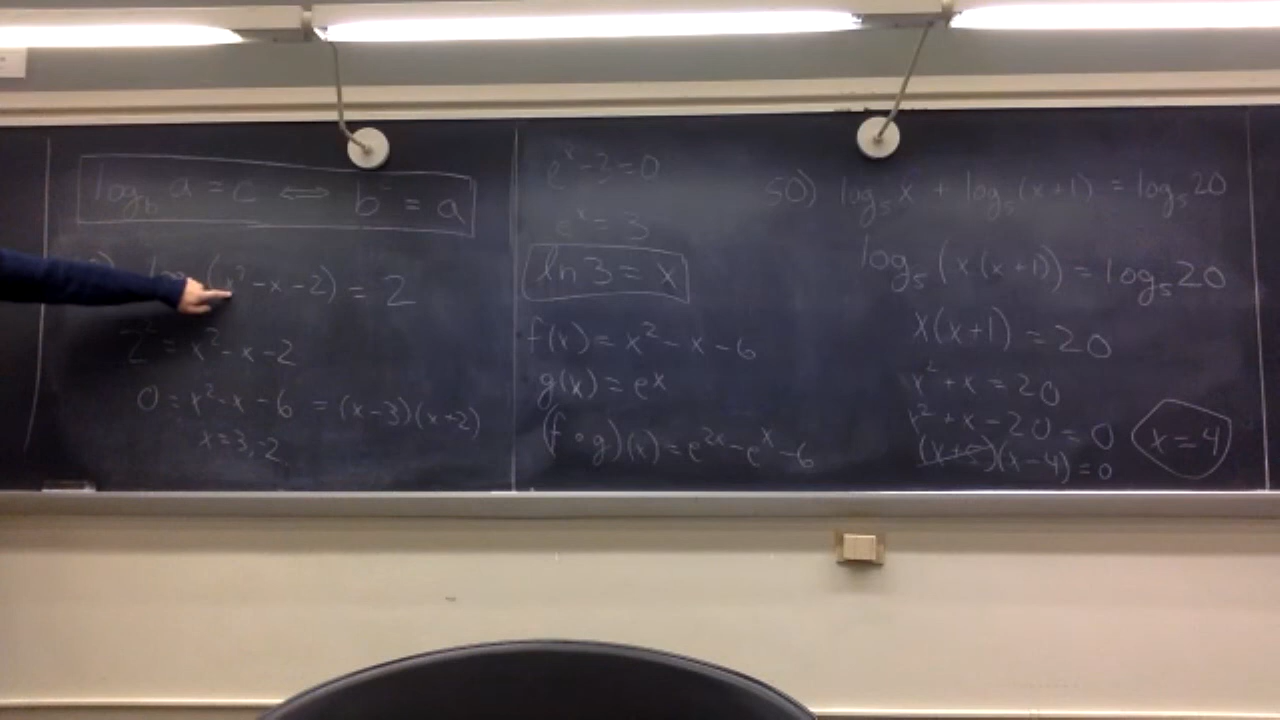 log_b a = c ⟺ b^c = a
log (x² - x - 2) = 2
2² = x² - x - 2
0 = x² - x - 6 = (x - 3)(x + 2)
x = 3, -2
e^x - 3 = 0
e^x = 3
ln 3 = x
f(x) = x² - x - 6
g(x) = e^x
(f ∘ g)(x) = e^{2x} - e^x - 6
50) log_5 x + log_5 (x + 1) = log_5 20
log_5 (x (x + 1)) = log_5 20
x(x + 1) = 20
x² + x = 20
x² + x - 20 = 0
(x + 5)(x - 4) = 0
x = 4